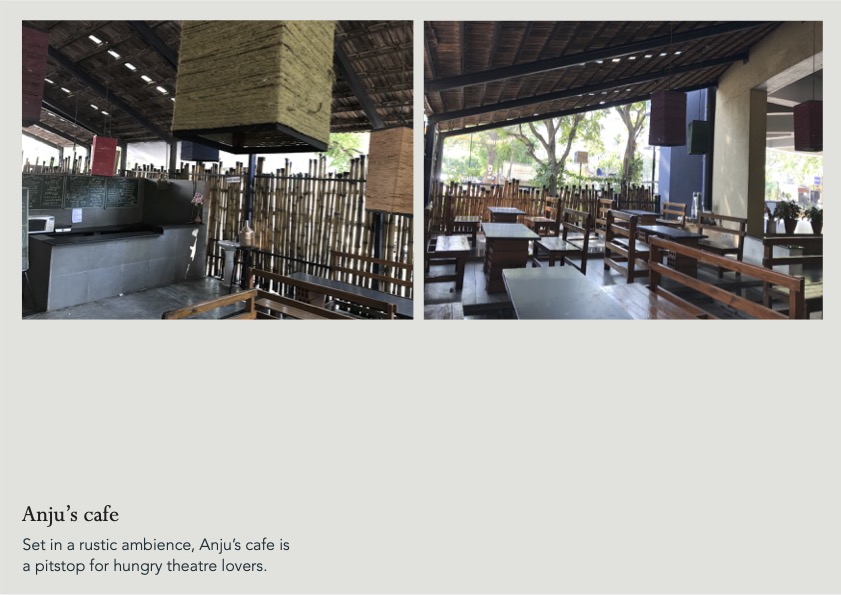 Anju's cafe
Set in a rustic ambience, Anju's cafe is
a pitstop for hungry theatre lovers.